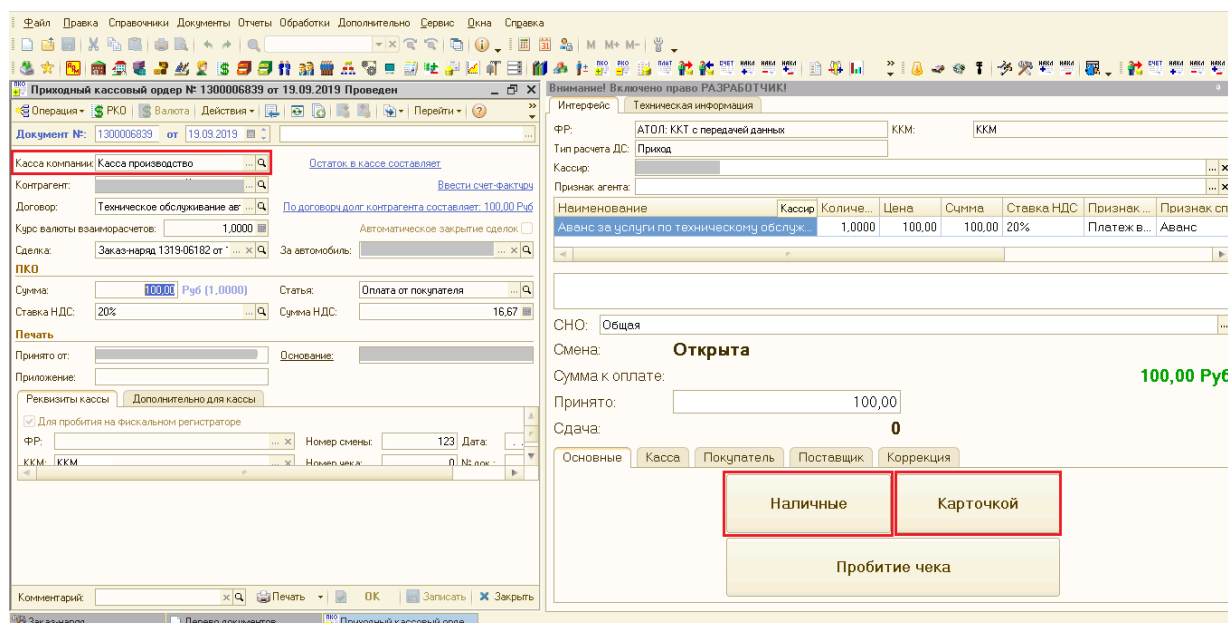 Файл Правка Справочники Документы Отчеты Обработки Дополнительно Сервис Окна Справка
M M+ M-
Приходный кассовый ордер № 1300006839 от 19.09.2019 Проведен
Операция РКО Валюта Действия Перейти
Документ №: 1300006839 от 19.09.2019
Касса компании: Касса производство Остаток в кассе составляет
Контрагент: Ввести счет-фактуру
Договор: Техническое обслуживание авт По договору долг контрагента составляет: 100,00 Руб
Курс валюты взаиморасчетов: 1,0000 Автоматическое закрытие сделок
Сделка: Заказ-наряд 1319-06182 от За автомобиль:
ПКО
Сумма: 100,00 Руб (1,0000) Статья: Оплата от покупателя
Ставка НДС: 20% Сумма НДС: 16,67
Печать
Принято от: Основание:
Приложение:
Реквизиты кассы Дополнительно для кассы
Для пробития на фискальном регистраторе
ФР: Номер смены: 123 Дата:
ККМ: ККМ Номер чека: 0 № док.:
Комментарий: Печать OK Записать Закрыть
Внимание! Включено право РАЗРАБОТЧИК!
Интерфейс Техническая информация
ФР: АТОЛ: ККТ с передачей данных ККМ: ККМ
Тип расчета ДС: Приход
Кассир:
Признак агента:
Наименование Кассир Количе... Цена Сумма Ставка НДС Признак ... Признак сп
Аванс за услуги по техническому обслуж... 1,0000 100,00 100,00 20% Платеж в... Аванс
СНО: Общая
Смена: Открыта
Сумма к оплате: 100,00 Руб
Принято: 100,00
Сдача: 0
Основные Касса Покупатель Поставщик Коррекция
Наличные Карточкой
Пробитие чека
Заказ-наряд Дерево документов Приходный кассовый орде...